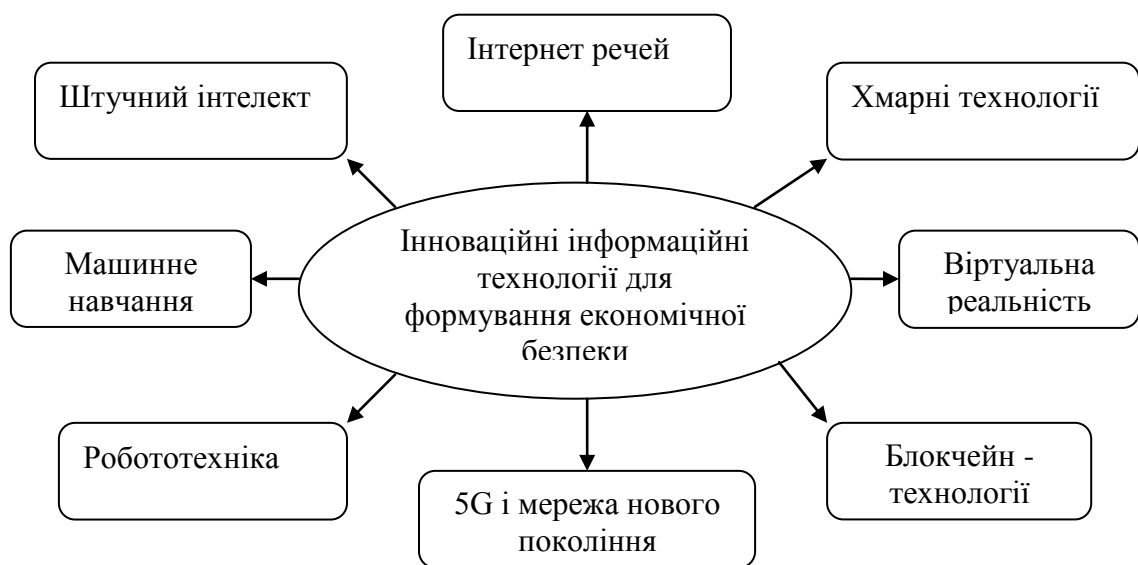 Інтернет речей
Штучний інтелект
Хмарні технології
Інноваційні інформаційні
технології для
формування економічної
безпеки
Машинне
навчання
Віртуальна
реальність
Робототехніка
5G і мережа нового
покоління
Блокчейн -
технології